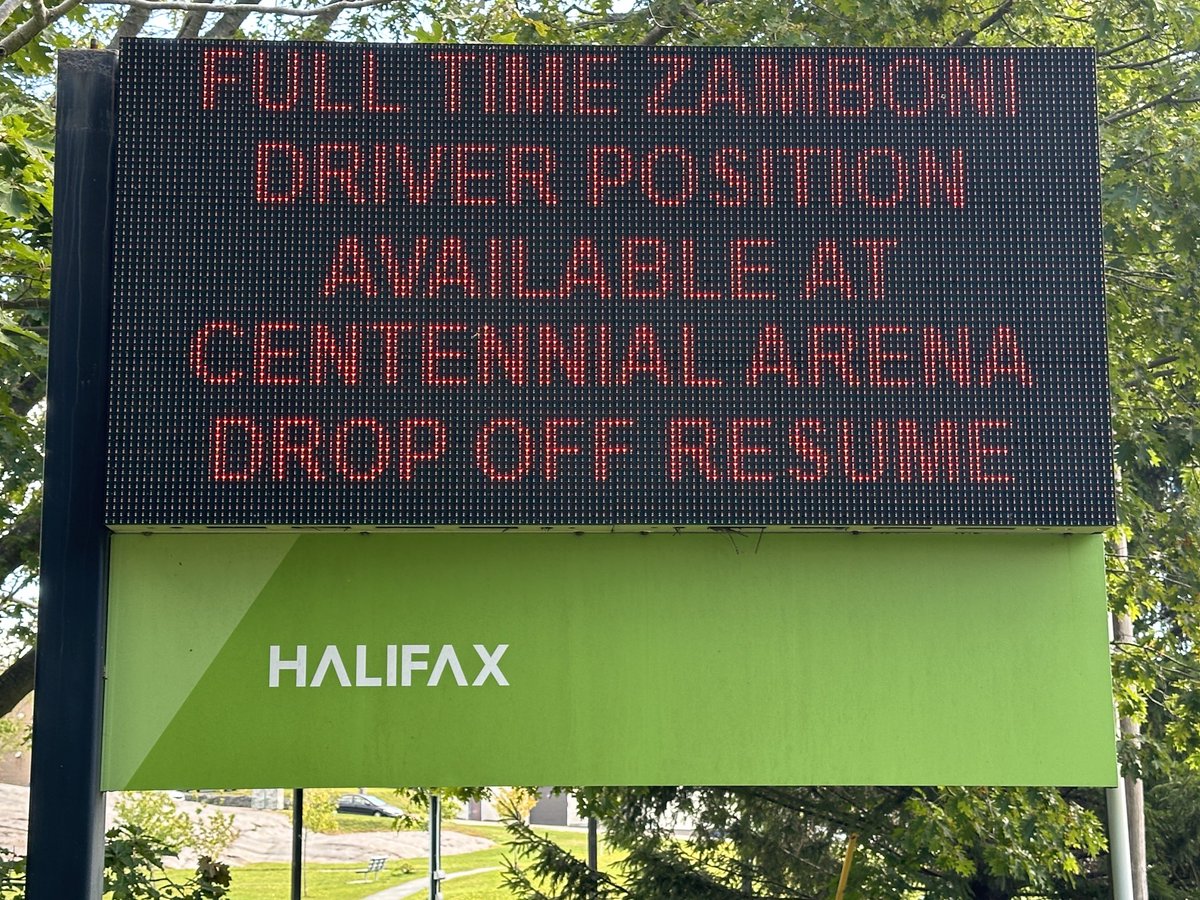 FULL TIME ZAMBONI
DRIVER POSITION
AVAILABLE AT
CENTENNIAL ARENA
DROP OFF RESUME
HALIFAX